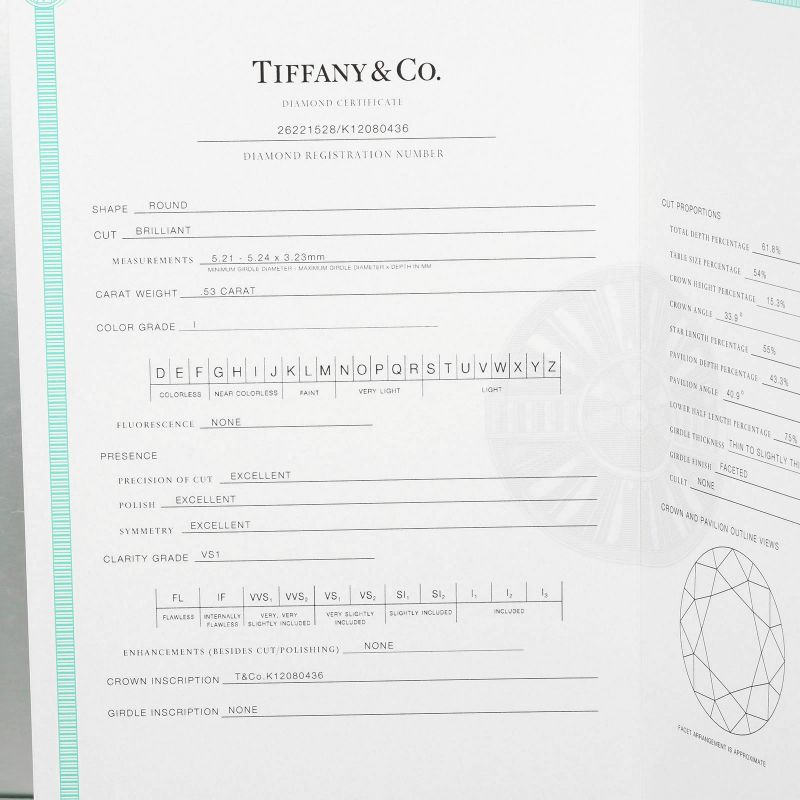 TIFFANY & CO.
DIAMOND CERTIFICATE
26221528/K12080436
DIAMOND REGISTRATION NUMBER
SHAPE ROUND
CUT BRILLIANT
MEASUREMENTS 5.21 - 5.24 x 3.23mm
MINIMUM GIRDLE DIAMETER - MAXIMUM GIRDLE DIAMETER x DEPTH IN MM
CARAT WEIGHT .53 CARAT
COLOR GRADE I
D E F G H I J K L M N O P Q R S T U V W X Y Z
COLORLESS NEAR COLORLESS FAINT VERY LIGHT LIGHT
FLUORESCENCE NONE
PRESENCE
PRECISION OF CUT EXCELLENT
POLISH EXCELLENT
SYMMETRY EXCELLENT
CLARITY GRADE VS1
FL IF VVS1 VVS2 VS1 VS2 SI1 SI2 I1 I2 I3
FLAWLESS INTERNALLY FLAWLESS VERY, VERY SLIGHTLY INCLUDED VERY SLIGHTLY INCLUDED SLIGHTLY INCLUDED INCLUDED
ENHANCEMENTS (BESIDES CUT/POLISHING) NONE
CROWN INSCRIPTION T&Co.K12080436
GIRDLE INSCRIPTION NONE
CUT PROPORTIONS
TOTAL DEPTH PERCENTAGE 61.8%
TABLE SIZE PERCENTAGE 54%
CROWN HEIGHT PERCENTAGE 15.3%
CROWN ANGLE 33.9°
STAR LENGTH PERCENTAGE 55%
PAVILION DEPTH PERCENTAGE 43.3%
PAVILION ANGLE 40.9°
LOWER HALF LENGTH PERCENTAGE 75%
GIRDLE THICKNESS THIN TO SLIGHTLY TH
GIRDLE FINISH FACETED
CULET NONE
CROWN AND PAVILION OUTLINE VIEWS
FACET ARRANGEMENT IS APPROXIMATE